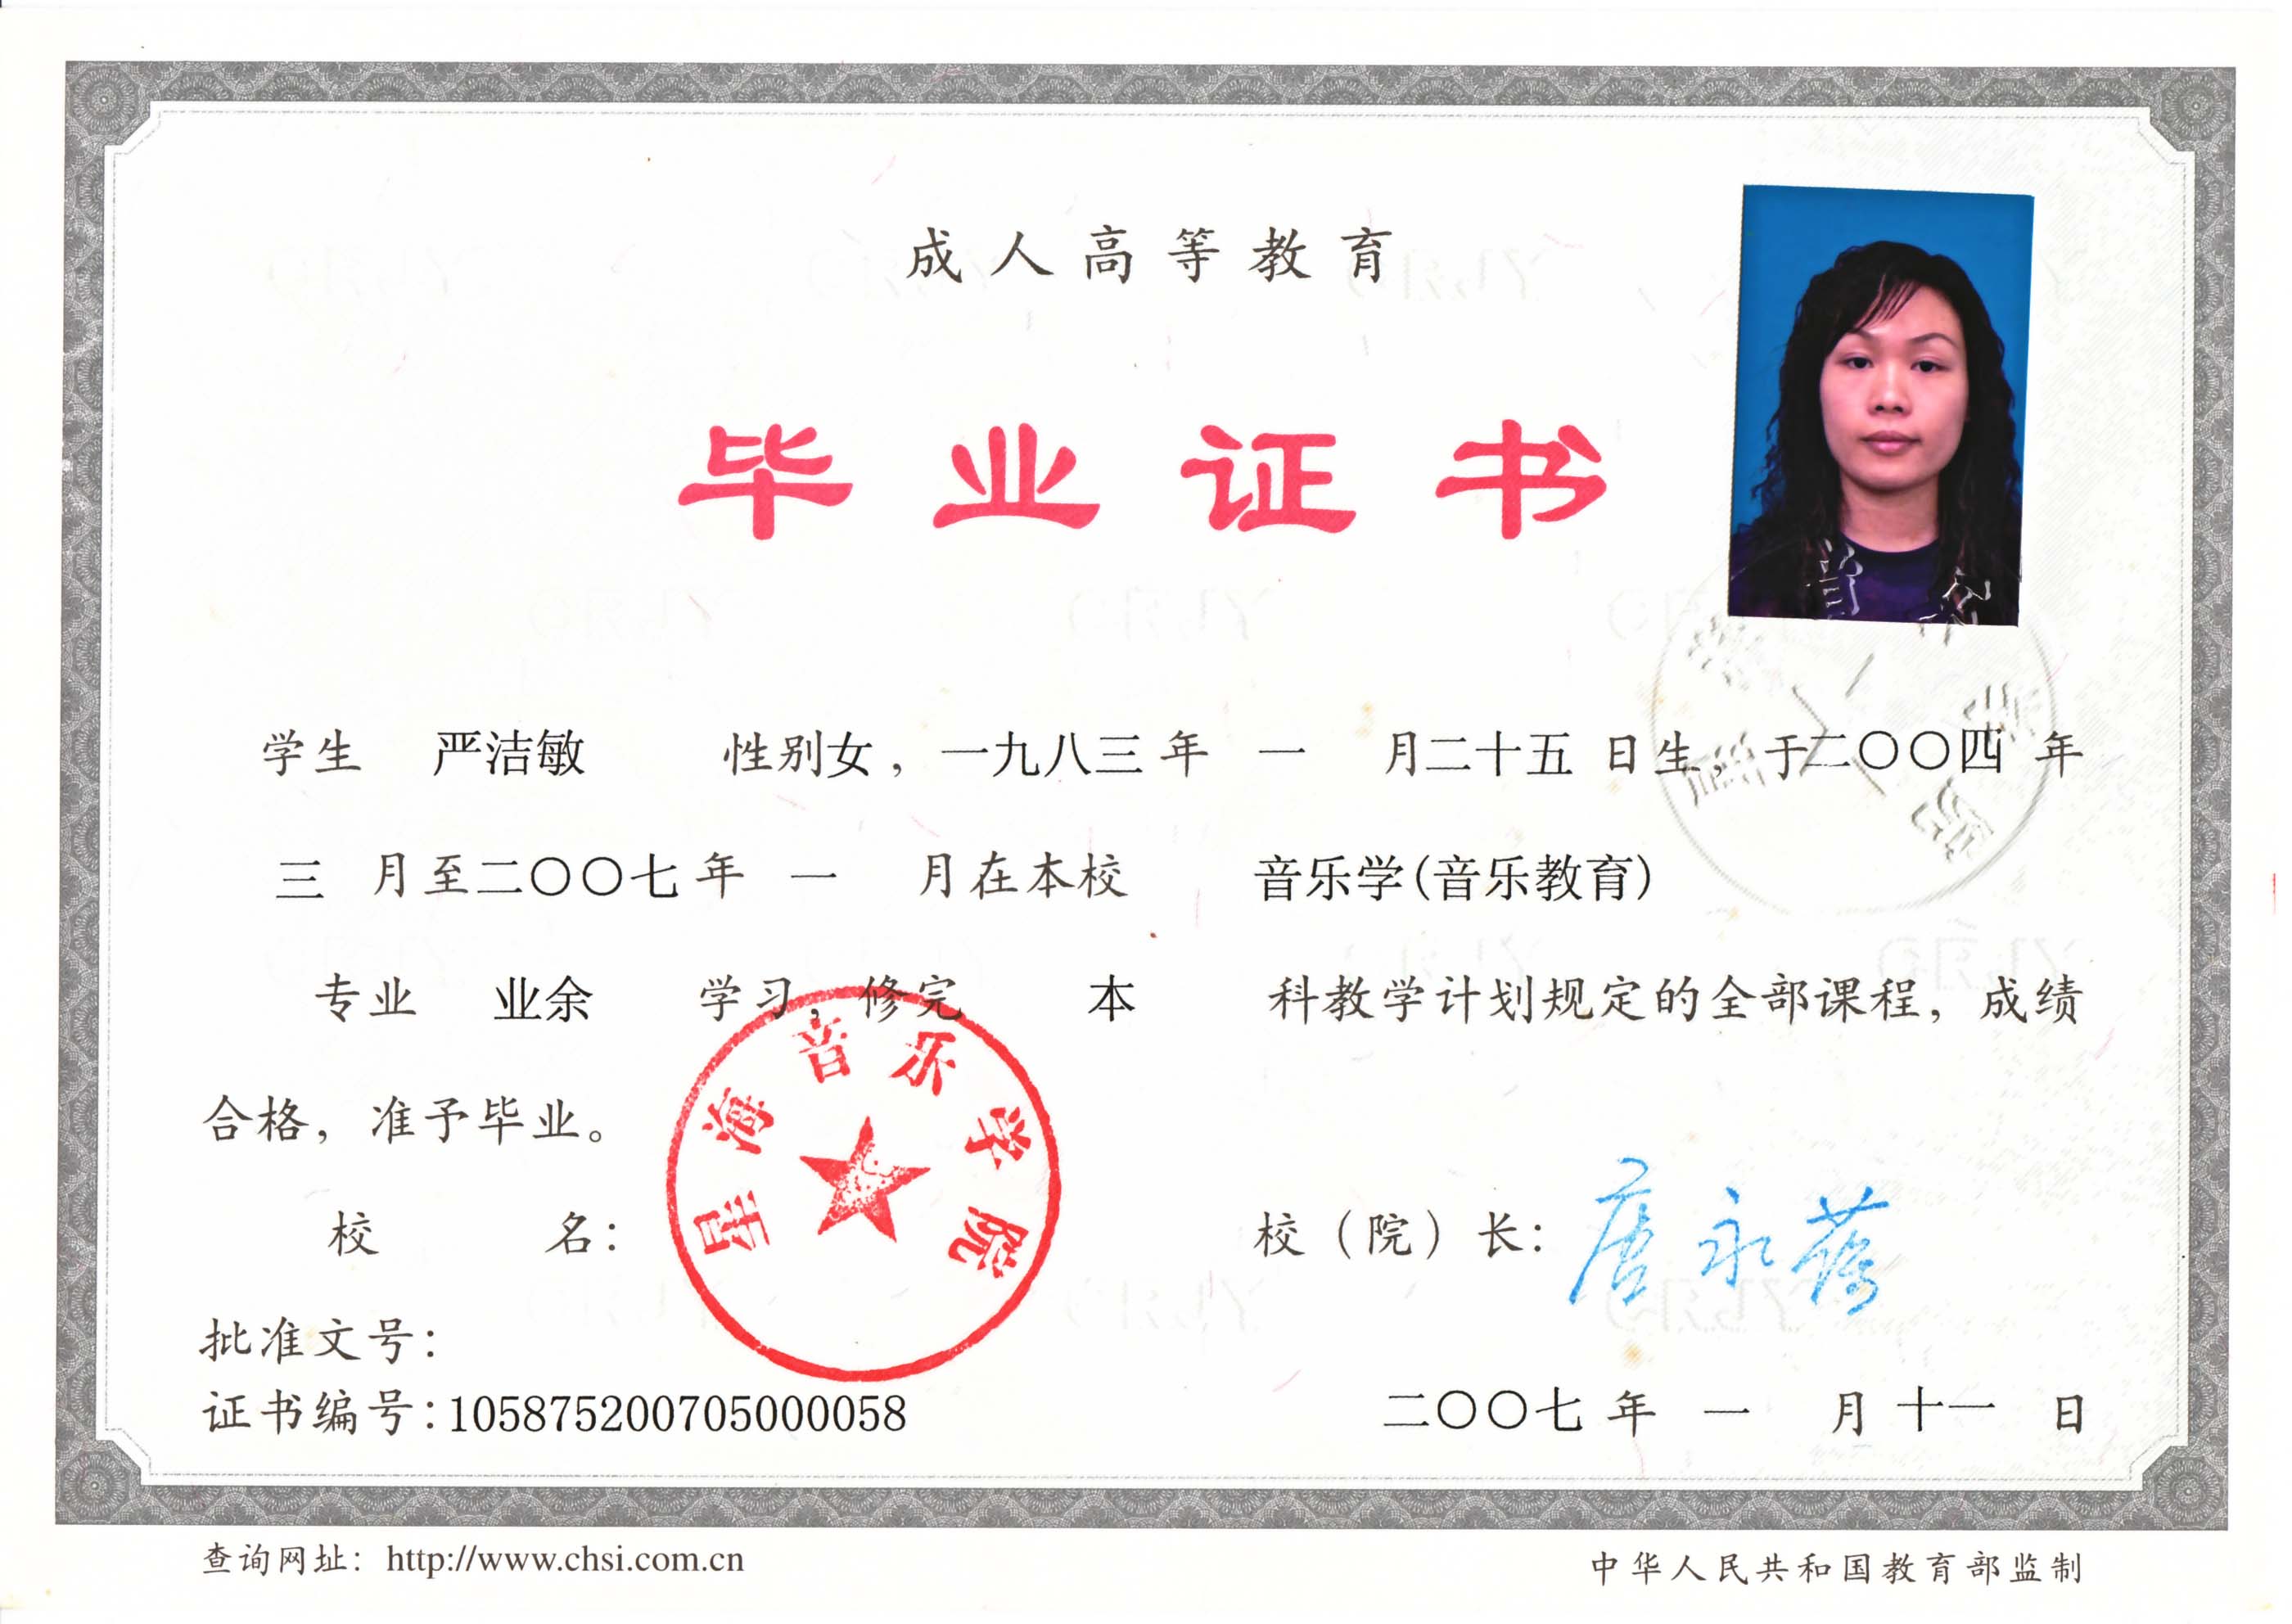 成人高等教育
毕业证书
学生 严洁敏 性别女，一九八三年 一 月二十五 日生，于二〇〇四 年
三 月至二〇〇七年 一 月在本校 音乐学(音乐教育)
专业 业余 学习，修完 本 科教学计划规定的全部课程，成绩
合格，准予毕业。
校 名：
星海音乐学院
校（院）长：唐永葆
批准文号：
证书编号：105875200705000058
二〇〇七 年 一 月 十一 日
查询网址：http://www.chsi.com.cn
中华人民共和国教育部监制